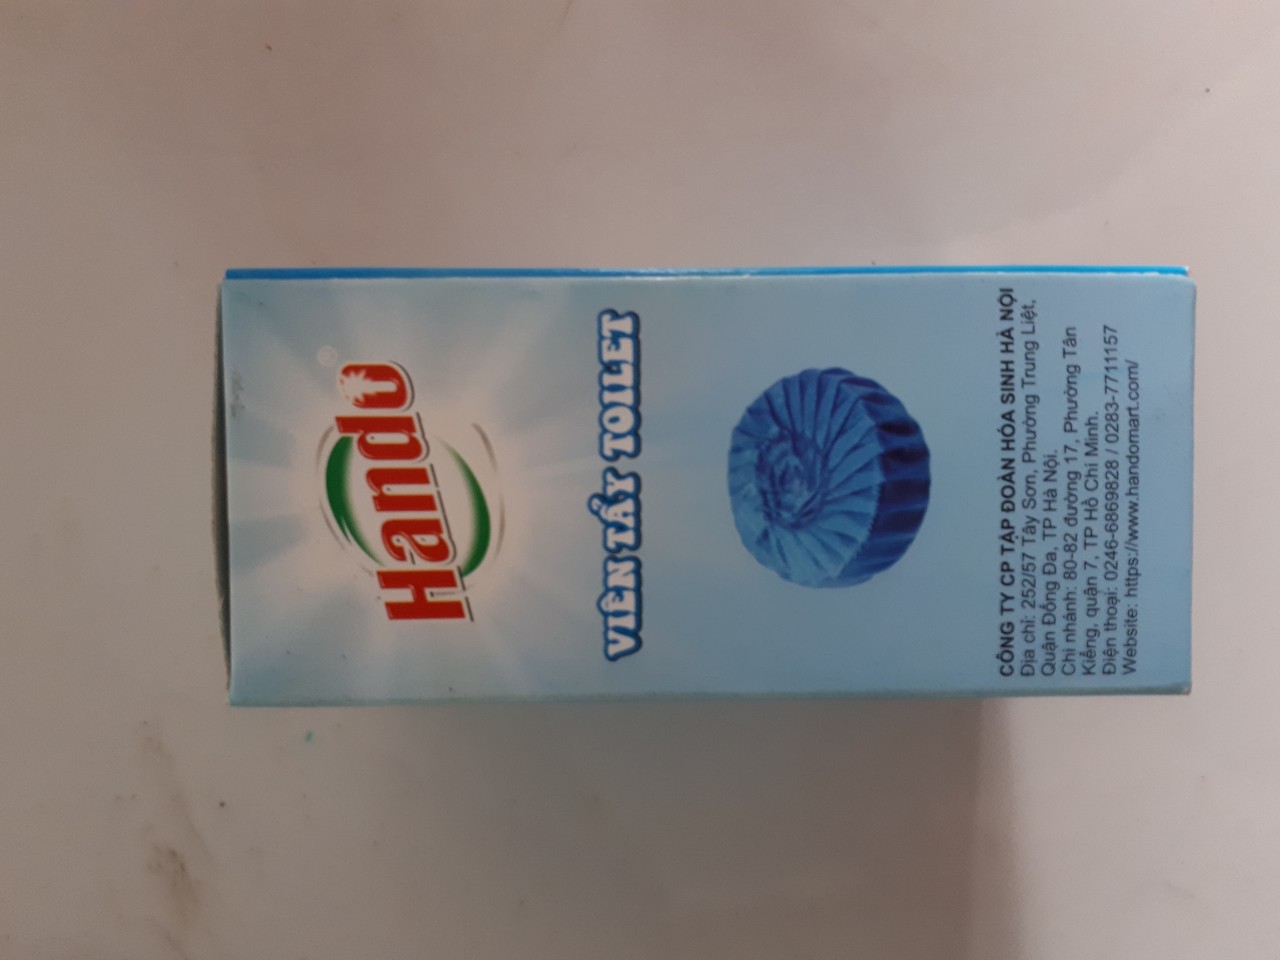 Hando
VIÊN TẨY TOILET
CÔNG TY CP TẬP ĐOÀN HÓA SINH HÀ NỘI
Địa chỉ: 252/57 Tây Sơn, Phường Trung Liệt,
Quận Đống Đa, TP Hà Nội.
Chi nhánh: 80-82 đường 17, Phường Tân
Kiểng, quận 7, TP Hồ Chí Minh.
Điện thoại: 0246-6869828 / 0283-7711157
Website: https://www.handomart.com/